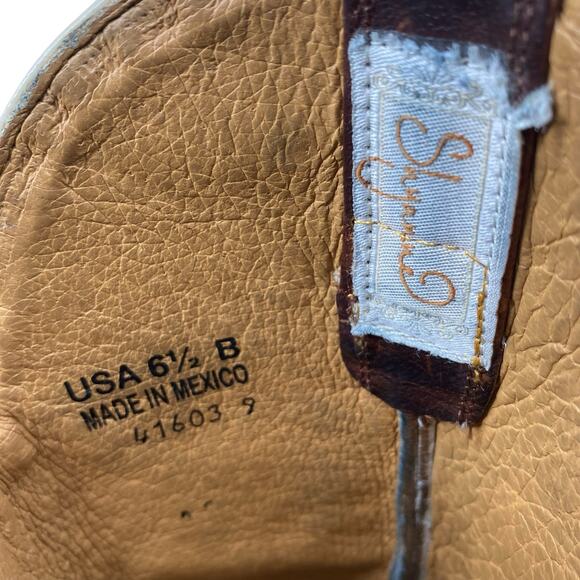 USA 6½ B
MADE IN MEXICO
41603 9
Shyanne